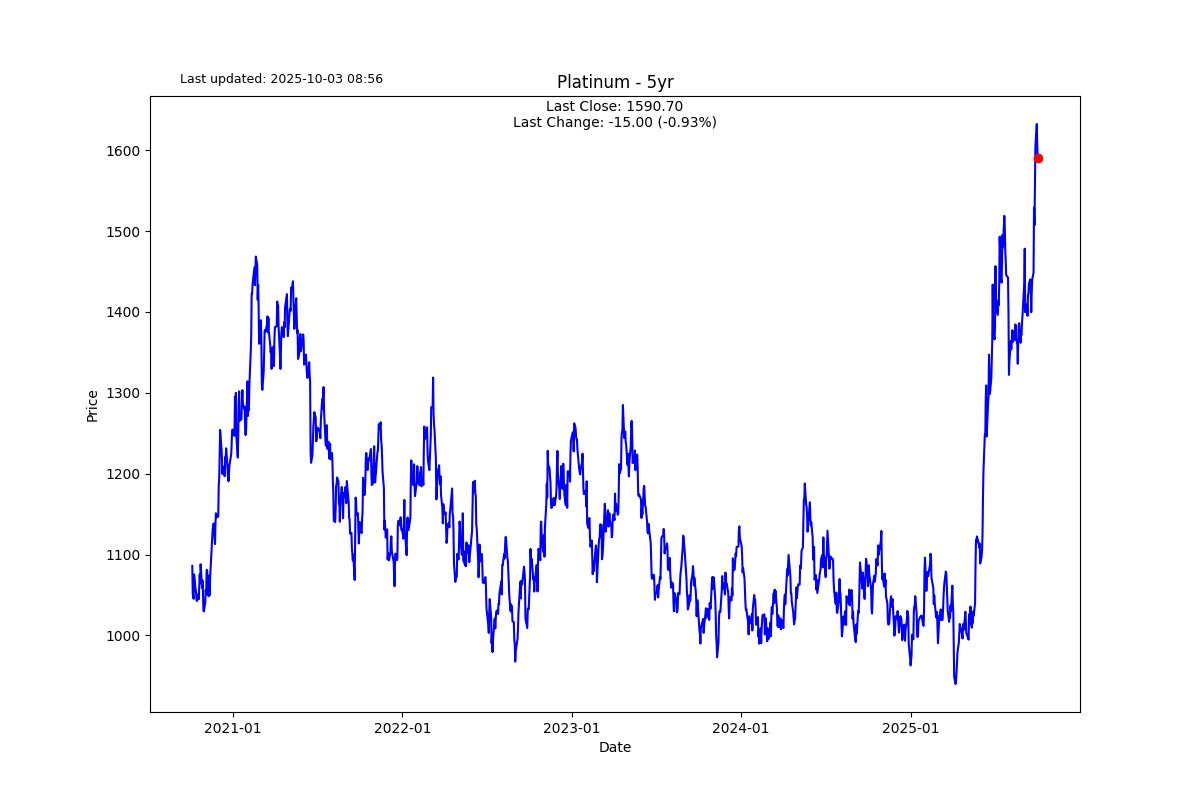 Last updated: 2025-10-03 08:56
Platinum - 5yr
Last Close: 1590.70
Last Change: -15.00 (-0.93%)
1600
1500
1400
1300
1200
1100
1000
Price
2021-01 2022-01 2023-01 2024-01 2025-01
Date